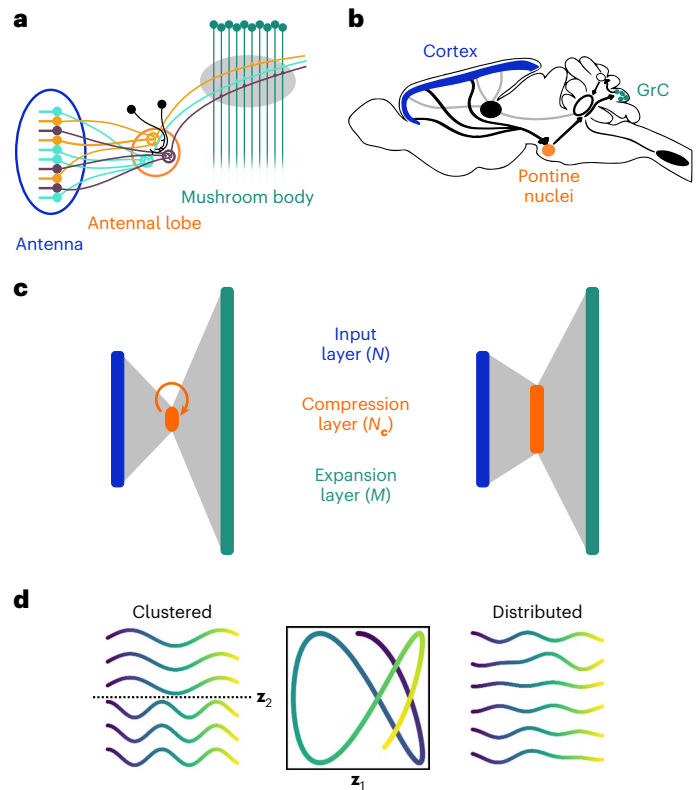 a
Antenna
Antennal lobe
Mushroom body
b
Cortex
GrC
Pontine
nuclei
c
Input
layer (N)
Compression
layer (Nc)
Expansion
layer (M)
d
Clustered
Distributed
z2
z1